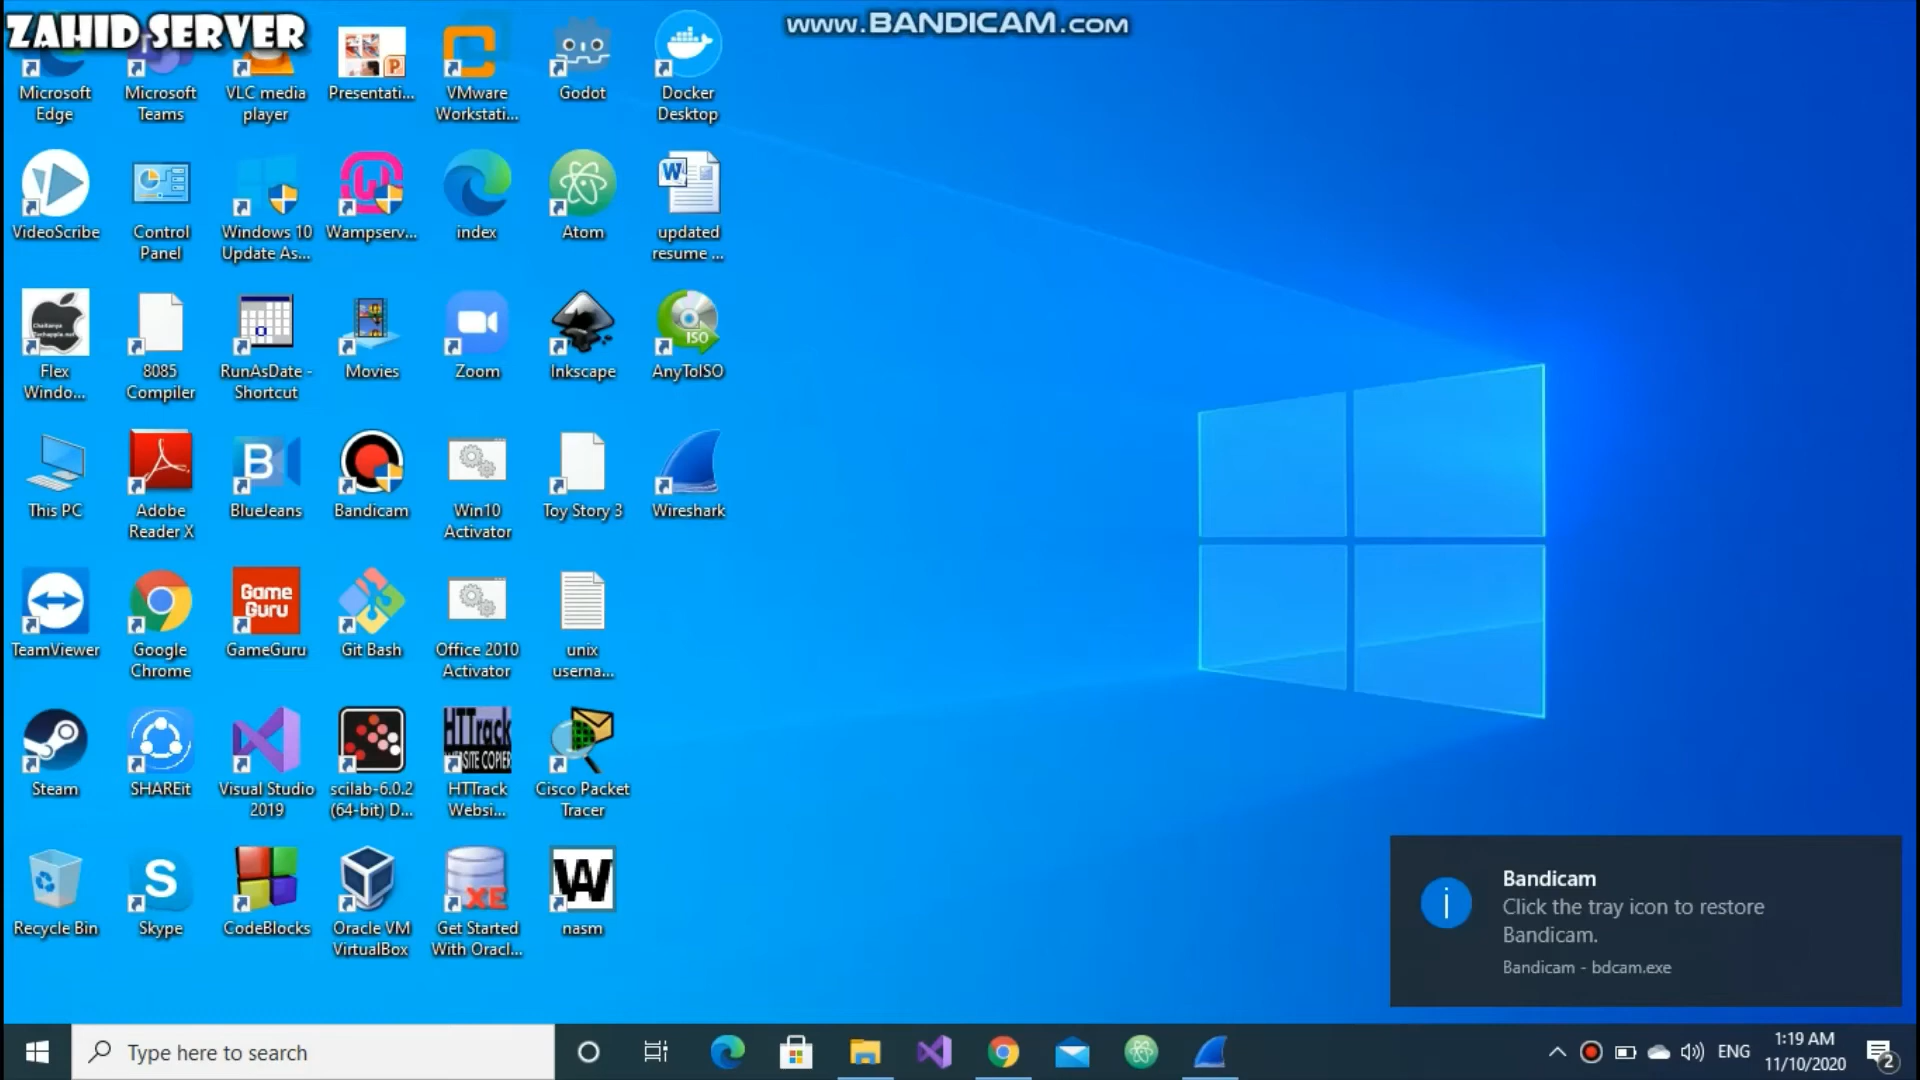 ZAHID SERVER
www.BANDICAM.com
Microsoft
Edge
Microsoft
Teams
VLC media
player
Presentati...
VMware
Workstati...
Godot
Docker
Desktop
VideoScribe
Control
Panel
Windows 10
Update As...
Wampserv...
index
Atom
updated
resume ...
Flex
Windo...
8085
Compiler
RunAsDate -
Shortcut
Movies
Zoom
Inkscape
ISO
AnyToISO
This PC
Adobe
Reader X
BlueJeans
Bandicam
Win10
Activator
Toy Story 3
Wireshark
TeamViewer
Google
Chrome
Game
Guru
GameGuru
Git Bash
Office 2010
Activator
unix
userna...
Steam
SHAREit
Visual Studio
2019
scilab-6.0.2
(64-bit) D...
HTTrack
WEBSITE COPIER
HTTrack
Websi...
Cisco Packet
Tracer
Recycle Bin
Skype
CodeBlocks
Oracle VM
VirtualBox
XE
Get Started
With Oracl...
nasm
Bandicam
Click the tray icon to restore
Bandicam.
Bandicam - bdcam.exe
Type here to search
ENG
1:19 AM
11/10/2020
2